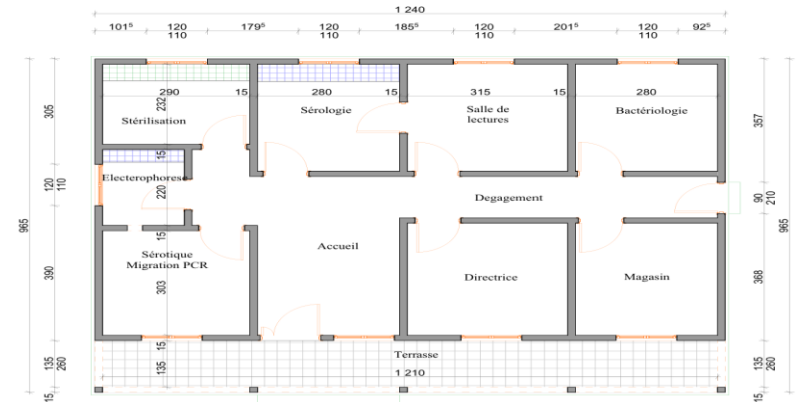 1 240
101⁵ 120 179⁵ 120 185⁵ 120 201⁵ 120 92⁵
110 110 110 110
290 15 280 15 315 15 280
Stérilisation
Sérologie
Salle de
lectures
Bactériologie
Electerophorese
Degagement
Sérotique
Migration PCR
Accueil
Directrice
Magasin
Terrasse
1 210
965
305
120
110
390
135
260
15
232
15
220
15
303
15
135
357
90
210
368
135
260
15
965